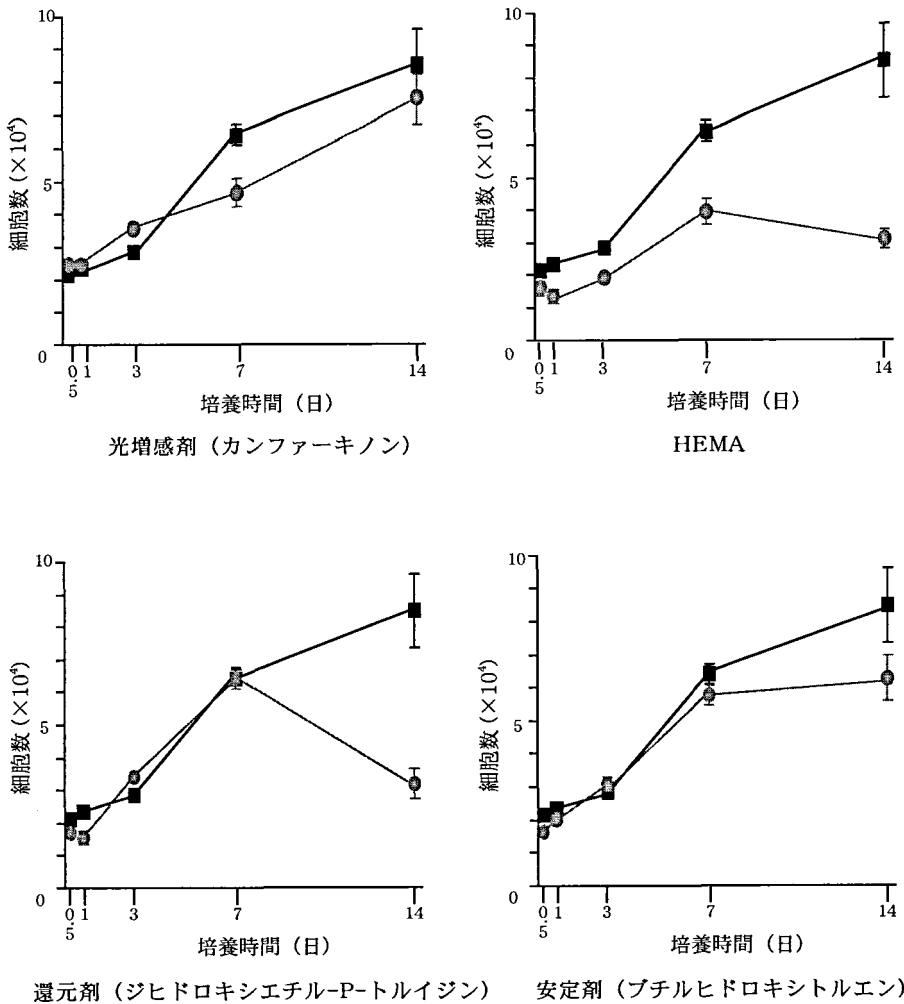 10
5
0
細胞数 (×10⁴)
0.5 1 3 7 14
培養時間 (日)
光増感剤 (カンファーキノン)
10
5
0
細胞数 (×10⁴)
0.5 1 3 7 14
培養時間 (日)
HEMA
10
5
0
細胞数 (×10⁴)
0.5 1 3 7 14
培養時間 (日)
還元剤 (ジヒドロキシエチル-P-トルイジン)
10
5
0
細胞数 (×10⁴)
0.5 1 3 7 14
培養時間 (日)
安定剤 (ブチルヒドロキシトルエン)